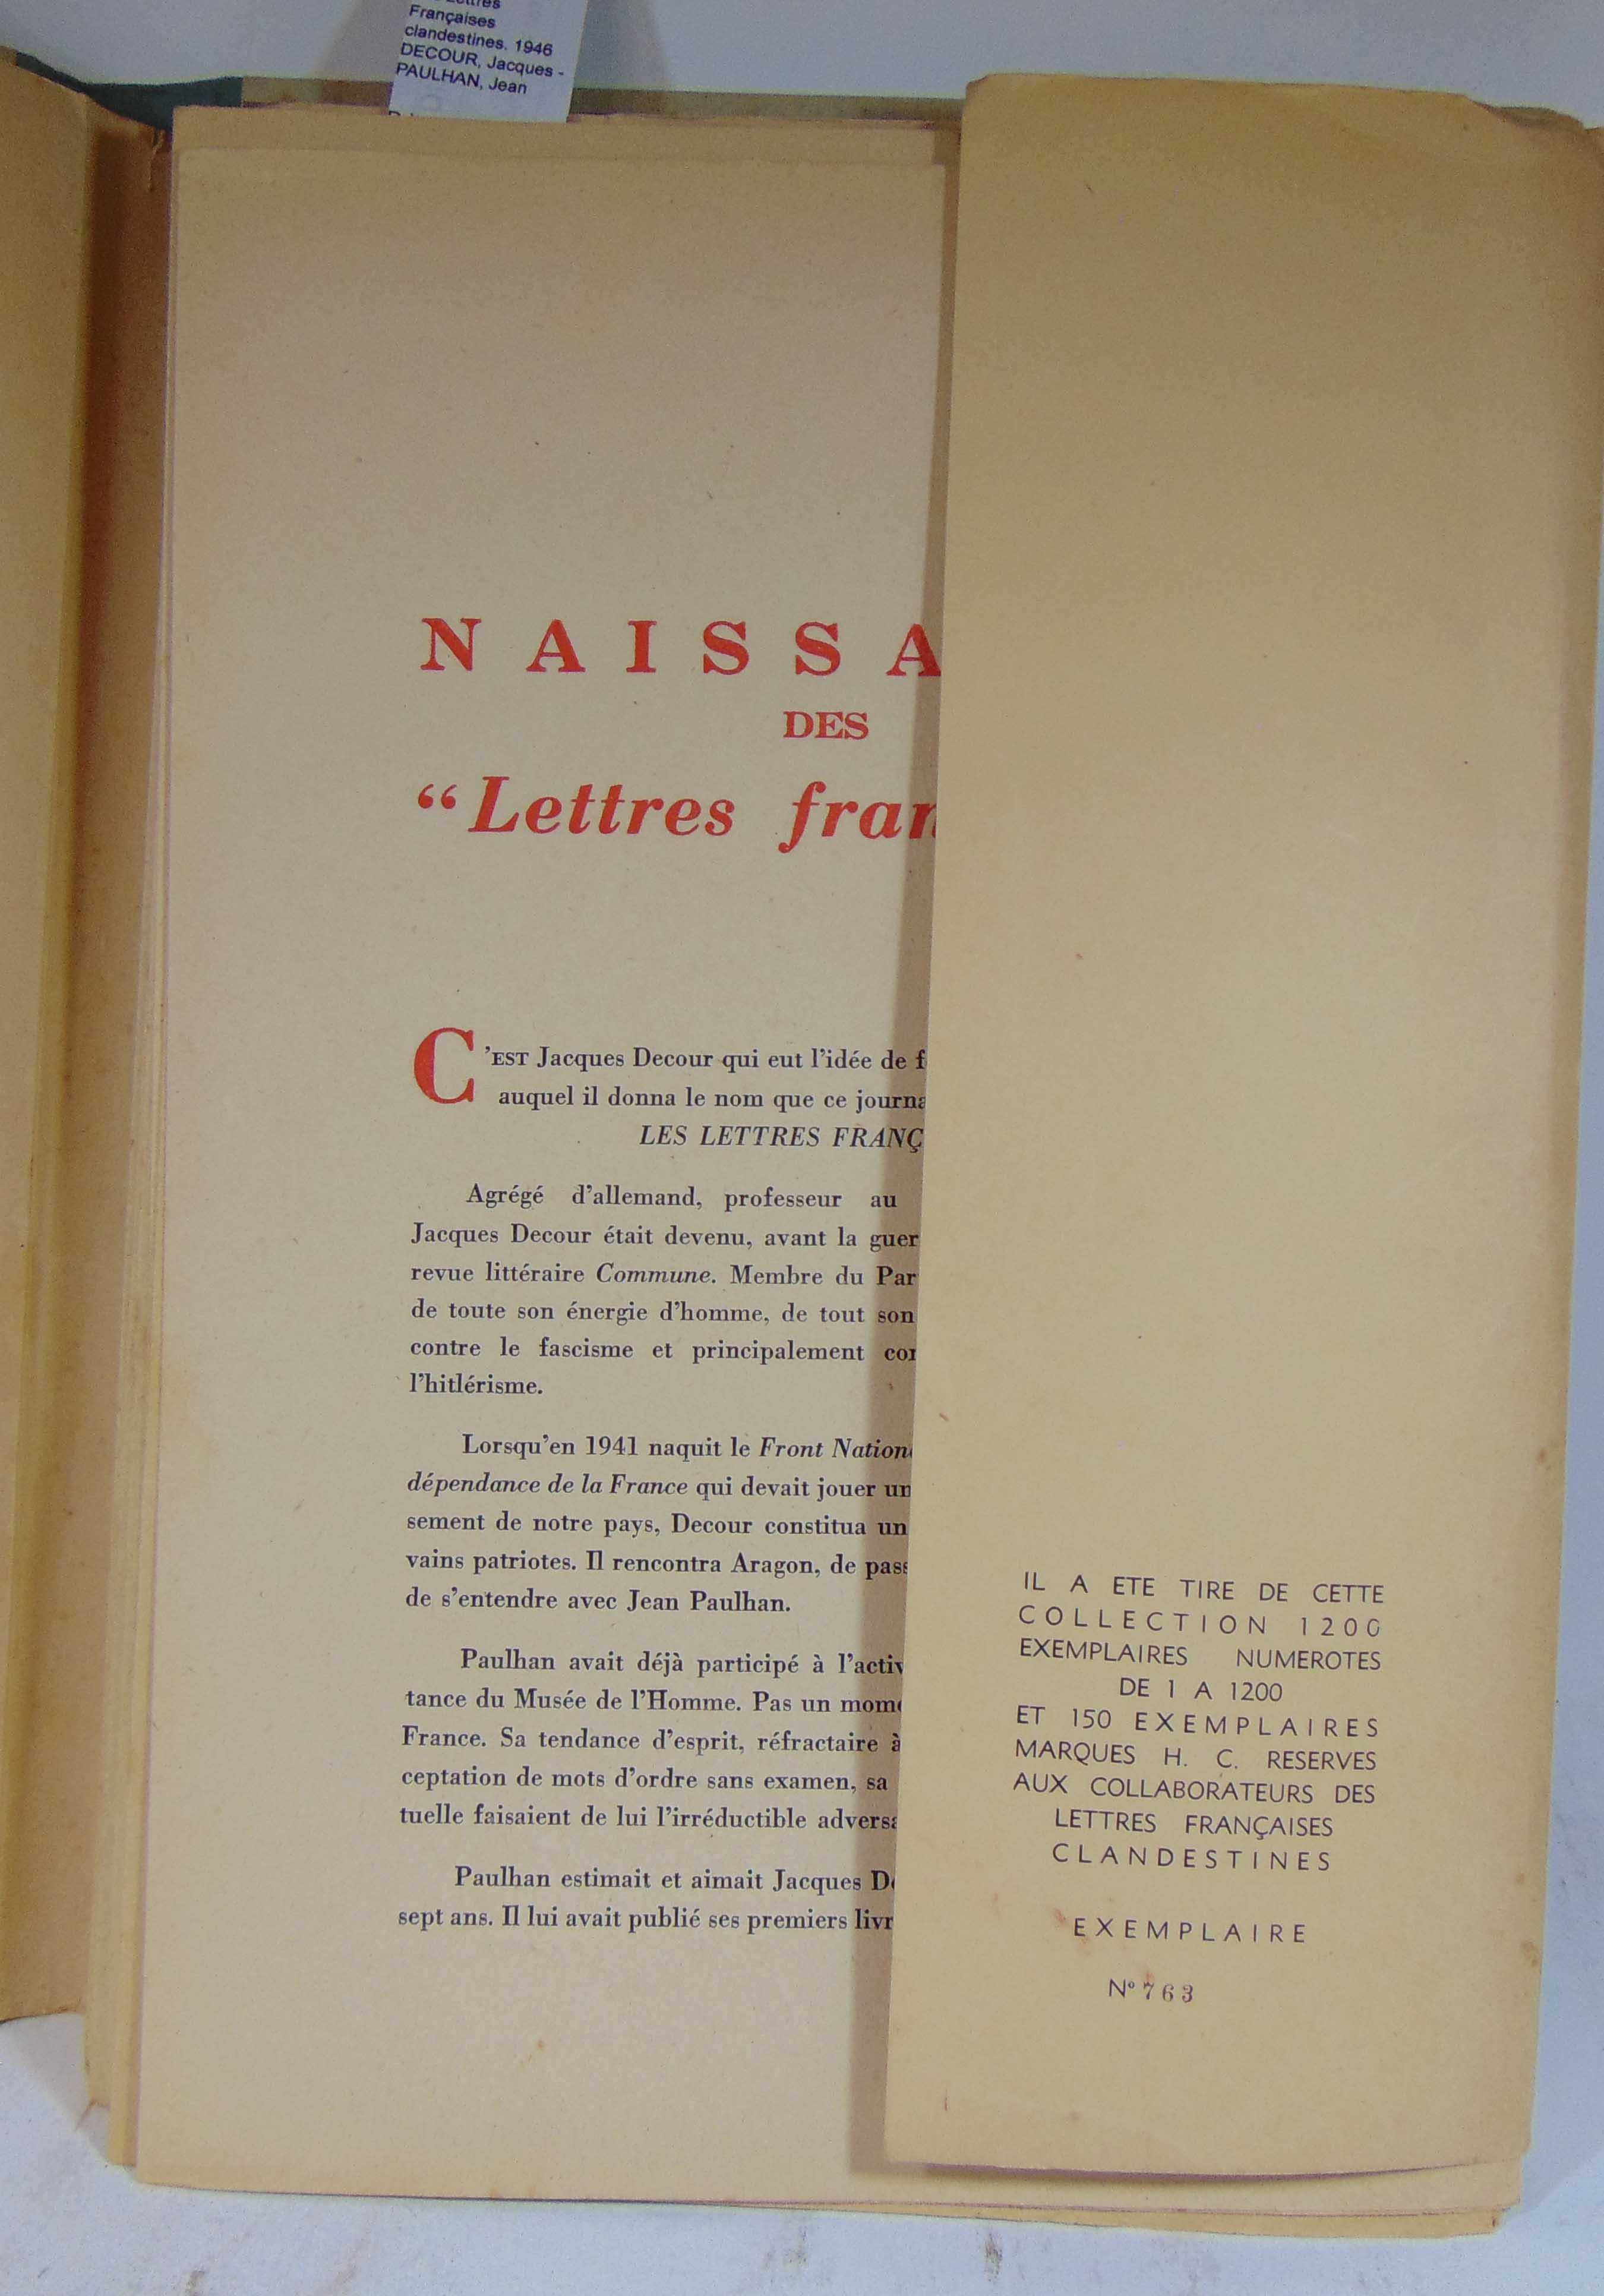 Françaises
clandestines. 1946
DECOUR, Jacques -
PAULHAN, Jean
NAISSA
DES
“Lettres fran
C'EST Jacques Decour qui eut l'idée de f
auquel il donna le nom que ce journa
LES LETTRES FRANÇ
Agrégé d'allemand, professeur au
Jacques Decour était devenu, avant la guer
revue littéraire Commune. Membre du Par
de toute son énergie d'homme, de tout son
contre le fascisme et principalement con
l'hitlérisme.
Lorsqu'en 1941 naquit le Front Nation
dépendance de la France qui devait jouer un
sement de notre pays, Decour constitua un
vains patriotes. Il rencontra Aragon, de pass
de s'entendre avec Jean Paulhan.
Paulhan avait déjà participé à l'activ
tance du Musée de l'Homme. Pas un mome
France. Sa tendance d'esprit, réfractaire à
ceptation de mots d'ordre sans examen, sa
tuelle faisaient de lui l'irréductible adversa
Paulhan estimait et aimait Jacques De
sept ans. Il lui avait publié ses premiers livr
IL A ETE TIRE DE CETTE
COLLECTION 1200
EXEMPLAIRES NUMEROTES
DE 1 A 1200
ET 150 EXEMPLAIRES
MARQUES H. C. RESERVES
AUX COLLABORATEURS DES
LETTRES FRANÇAISES
CLANDESTINES
EXEMPLAIRE
N° 763